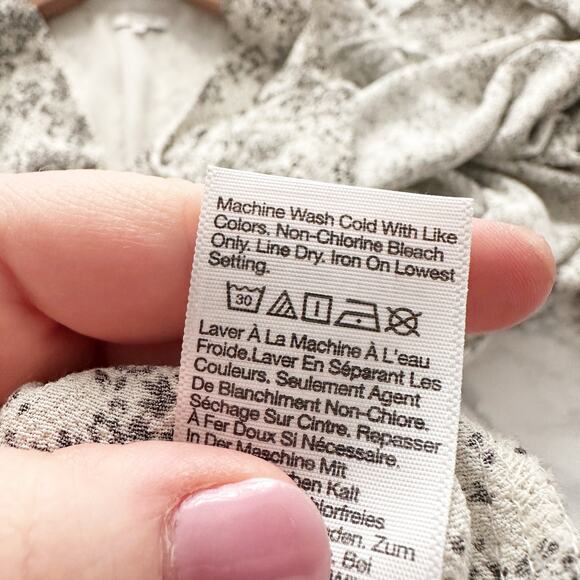 Machine Wash Cold With Like
Colors. Non-Chlorine Bleach
Only. Line Dry. Iron On Lowest
Setting.
30
Laver À La Machine À L'eau
Froide.Laver En Séparant Les
Couleurs, Seulement Agent
De Blanchiment Non-Chlore.
Séchage Sur Cintre. Repasser
À Fer Doux Si Nécessaire.
In Der Maschine Mit
Kalt
Zum
Bei